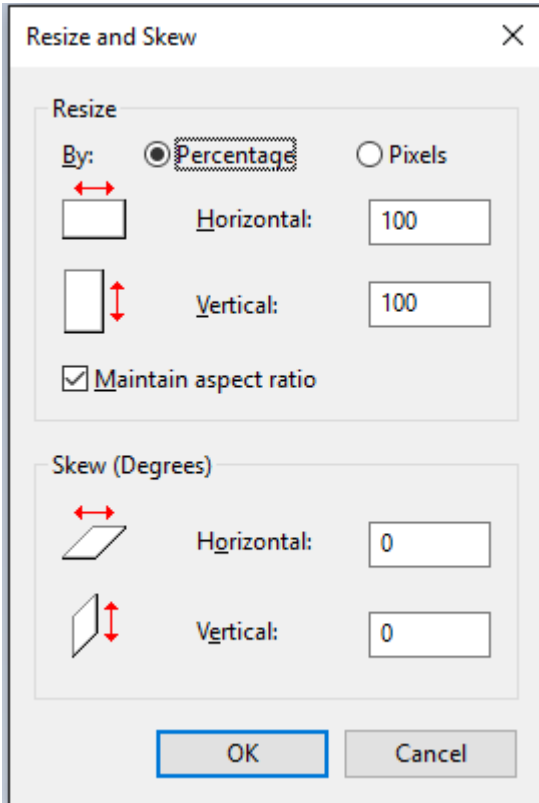 Resize and Skew
Resize
By: Percentage Pixels
Horizontal: 100
Vertical: 100
Maintain aspect ratio
Skew (Degrees)
Horizontal: 0
Vertical: 0
OK Cancel